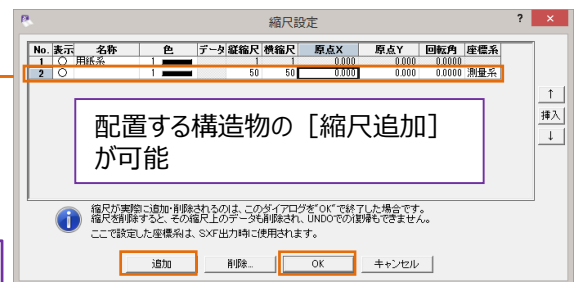 縮尺設定
? ×
No. 表示 名称 色 データ 縦縮尺 横縮尺 原点X 原点Y 回転角 座標系
1 ○ 用紙系 1 1 1 0.000 0.000 0.0000
2 ○ 1 50 50 0.000 0.000 0.0000 測量系
↑
挿入
↓
配置する構造物の［縮尺追加］
が可能
縮尺が実際に追加・削除されるのは、このダイアログを"OK"で終了した場合です。
縮尺を削除すると、その縮尺上のデータも削除され、UNDOでの復帰もできません。
ここで設定した座標系は、SXF出力時に使用されます。
追加 削除... OK キャンセル